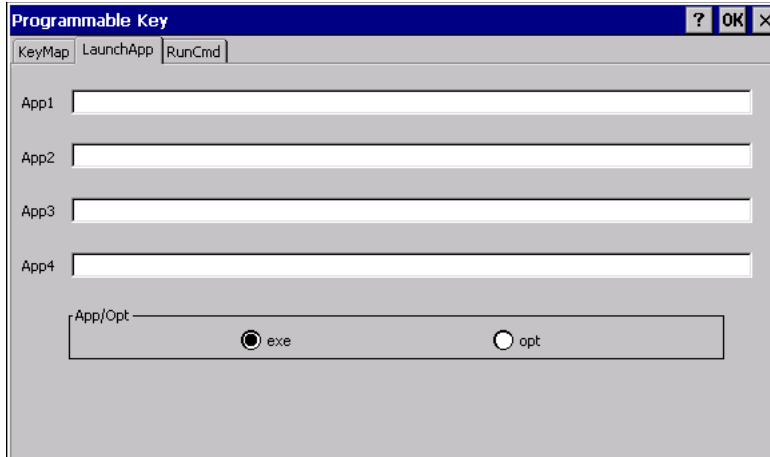 Programmable Key ? OK ×
KeyMap LaunchApp RunCmd
App1
App2
App3
App4
App/Opt
exe opt